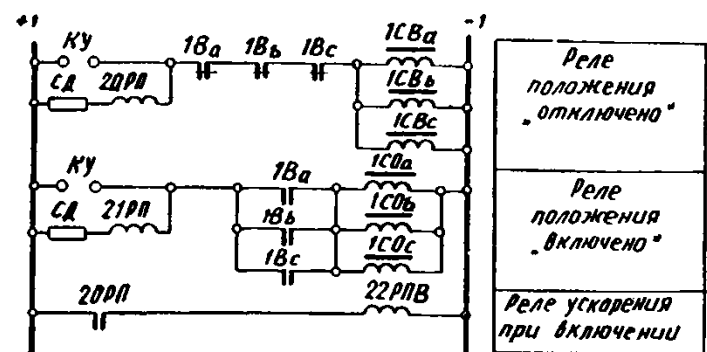 +1
-1
КУ
1Ва 1Вb 1Вс
1СВа
СД 20РП
1СВb
1СВс
Реле
положения
„отключено"
КУ
1Ва
1СОа
СД 21РП
1Вb
1СОb
1Вс
1СОс
Реле
положения
„включено"
20РП
22РПВ
Реле ускарения
при включении